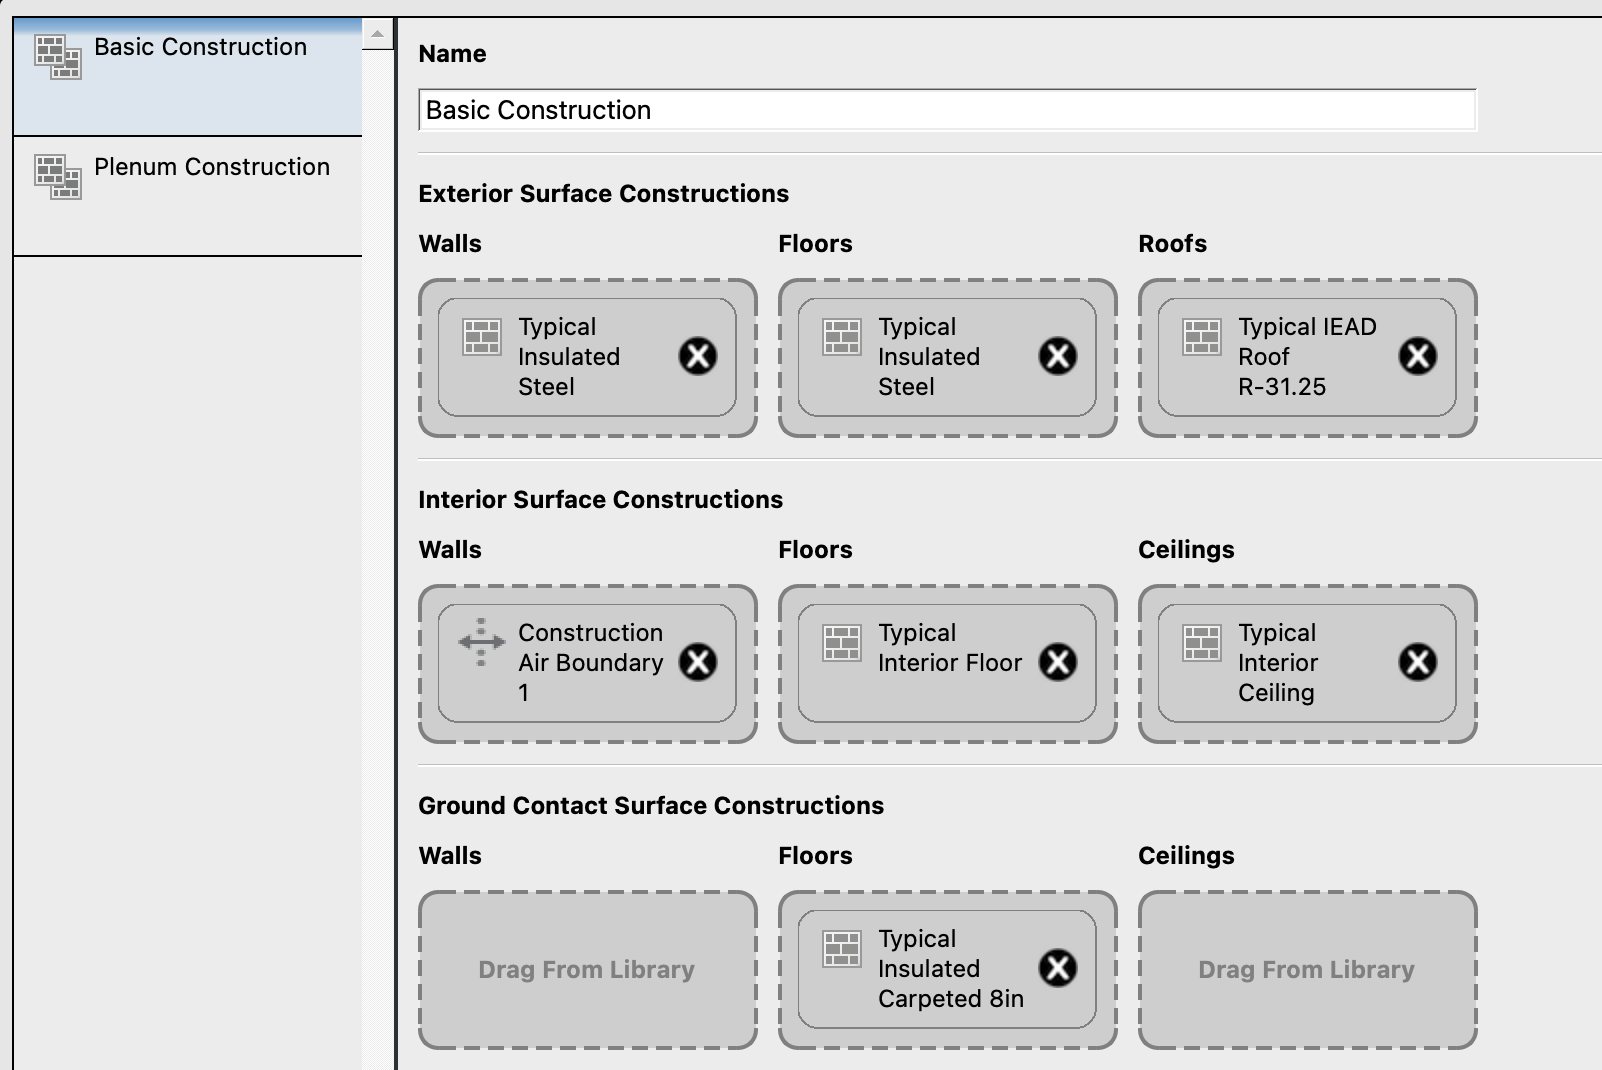 Basic Construction
Plenum Construction
Name
Basic Construction
Exterior Surface Constructions
Walls
Floors
Roofs
Typical
Insulated
Steel
Typical
Insulated
Steel
Typical IEAD
Roof
R-31.25
Interior Surface Constructions
Walls
Floors
Ceilings
Construction
Air Boundary
1
Typical
Interior Floor
Typical
Interior
Ceiling
Ground Contact Surface Constructions
Walls
Floors
Ceilings
Drag From Library
Typical
Insulated
Carpeted 8in
Drag From Library